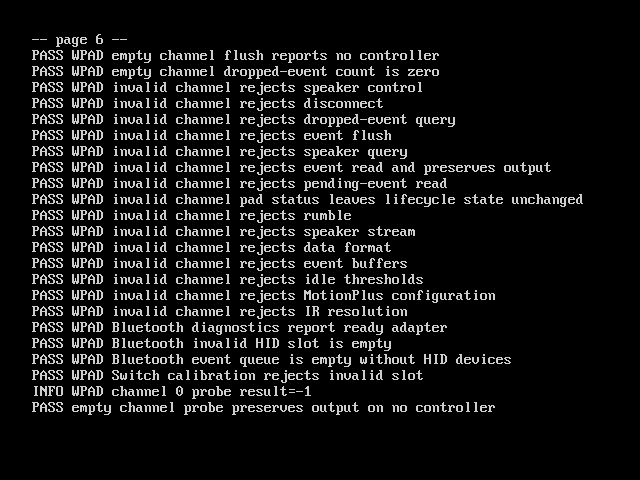 -- page 6 --
PASS WPAD empty channel flush reports no controller
PASS WPAD empty channel dropped-event count is zero
PASS WPAD invalid channel rejects speaker control
PASS WPAD invalid channel rejects disconnect
PASS WPAD invalid channel rejects dropped-event query
PASS WPAD invalid channel rejects event flush
PASS WPAD invalid channel rejects speaker query
PASS WPAD invalid channel rejects event read and preserves output
PASS WPAD invalid channel rejects pending-event read
PASS WPAD invalid channel pad status leaves lifecycle state unchanged
PASS WPAD invalid channel rejects rumble
PASS WPAD invalid channel rejects speaker stream
PASS WPAD invalid channel rejects data format
PASS WPAD invalid channel rejects event buffers
PASS WPAD invalid channel rejects idle thresholds
PASS WPAD invalid channel rejects MotionPlus configuration
PASS WPAD invalid channel rejects IR resolution
PASS WPAD Bluetooth diagnostics report ready adapter
PASS WPAD Bluetooth invalid HID slot is empty
PASS WPAD Bluetooth event queue is empty without HID devices
PASS WPAD Switch calibration rejects invalid slot
INFO WPAD channel 0 probe result=-1
PASS empty channel probe preserves output on no controller